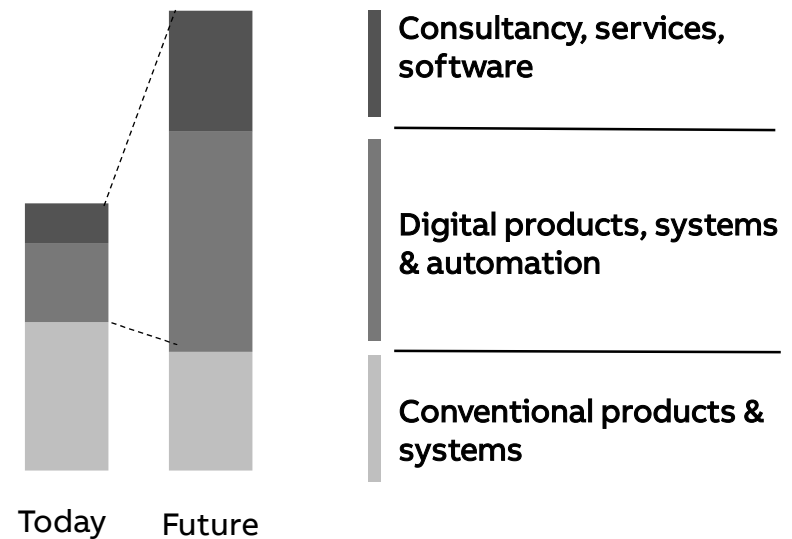 Consultancy, services,
software
Digital products, systems
& automation
Conventional products &
systems
Today
Future